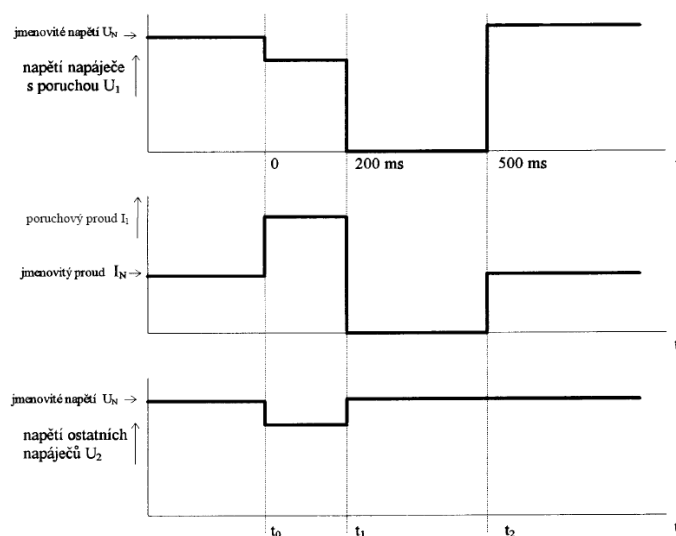 jmenovité napětí U_N
napětí napáječe
s poruchou U_1
0 200 ms 500 ms
t
poruchový proud I_1
jmenovitý proud I_N
t
jmenovité napětí U_N
napětí ostatních
napáječů U_2
t_0 t_1 t_2 t